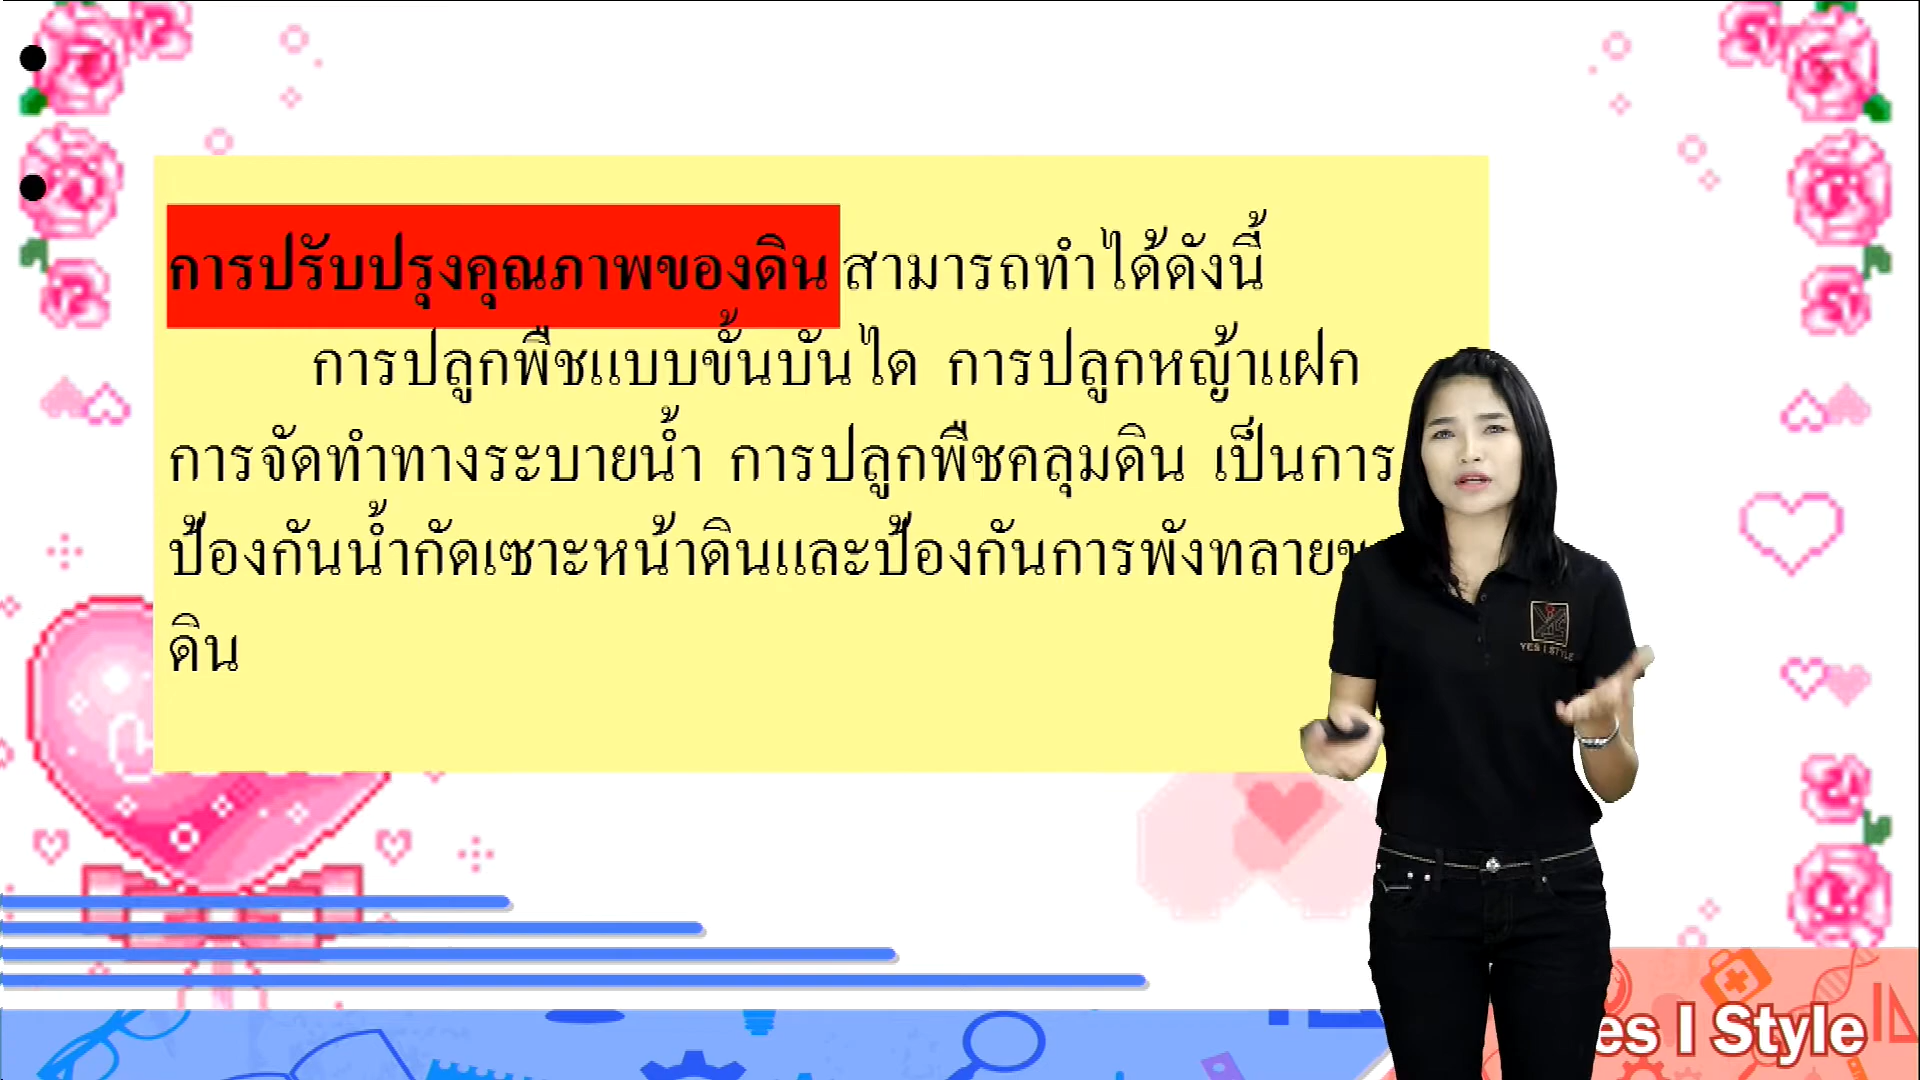 การปรับปรุงคุณภาพของดิน สามารถทำได้ดังนี้
การปลูกพืชแบบขั้นบันได การปลูกหญ้าแฝก
การจัดทำทางระบายน้ำ การปลูกพืชคลุมดิน เป็นการ
ป้องกันน้ำกัดเซาะหน้าดินและป้องกันการพังทลาย
ดิน
YES I STYLE
es I Style